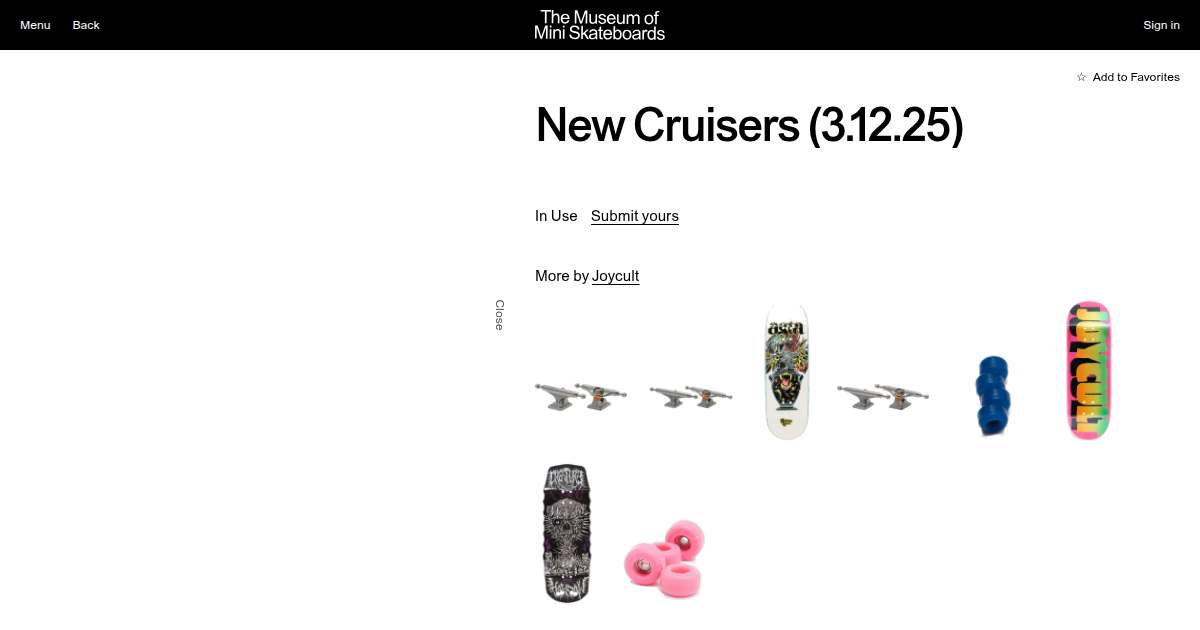 Menu
Back
The Museum of
Mini Skateboards
Sign in
☆ Add to Favorites
New Cruisers (3.12.25)
In Use
Submit yours
More by Joycult
Close
JOYCULT